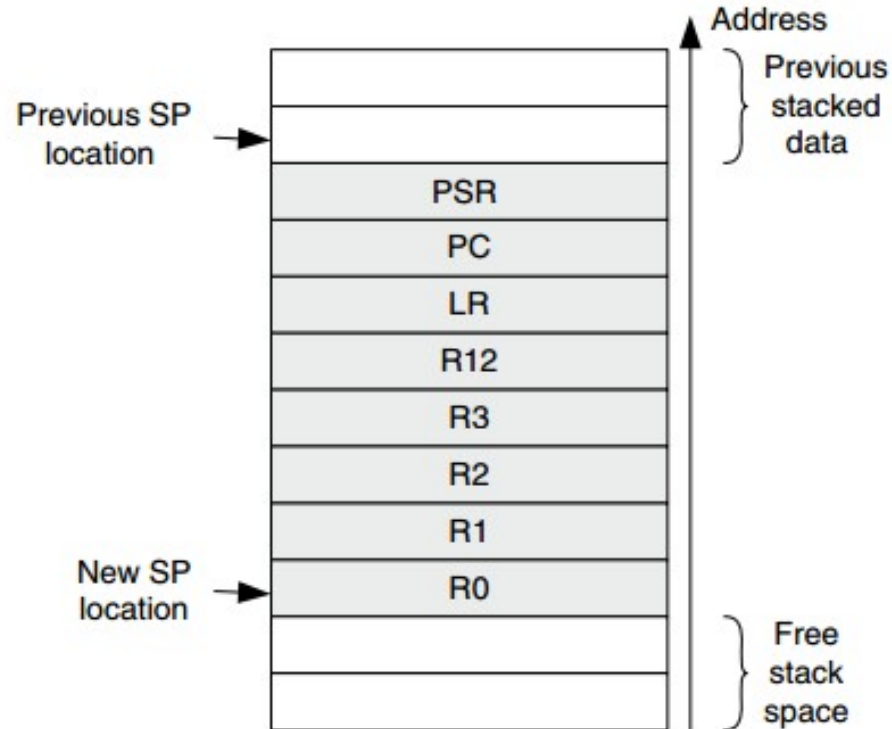 Address
Previous
stacked
data
Previous SP
location
PSR
PC
LR
R12
R3
R2
R1
New SP
location
R0
Free
stack
space